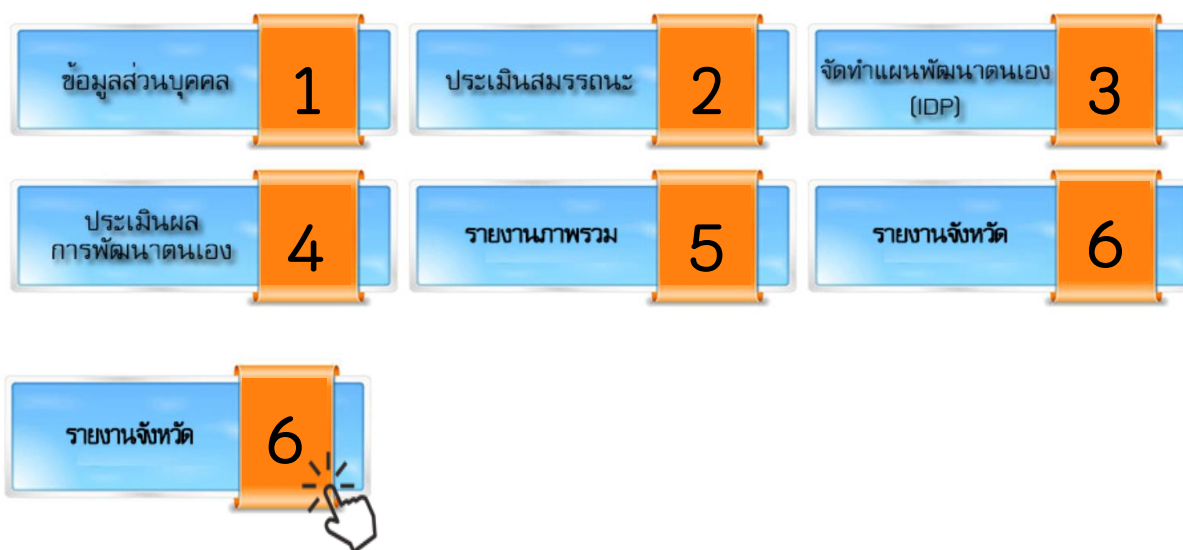 ข้อมูลส่วนบุคคล 1
ประเมินสมรรถนะ 2
จัดทำแผนพัฒนาตนเอง
(IDP) 3
ประเมินผล
การพัฒนาตนเอง 4
รายงานภาพรวม 5
รายงานจังหวัด 6
รายงานจังหวัด 6